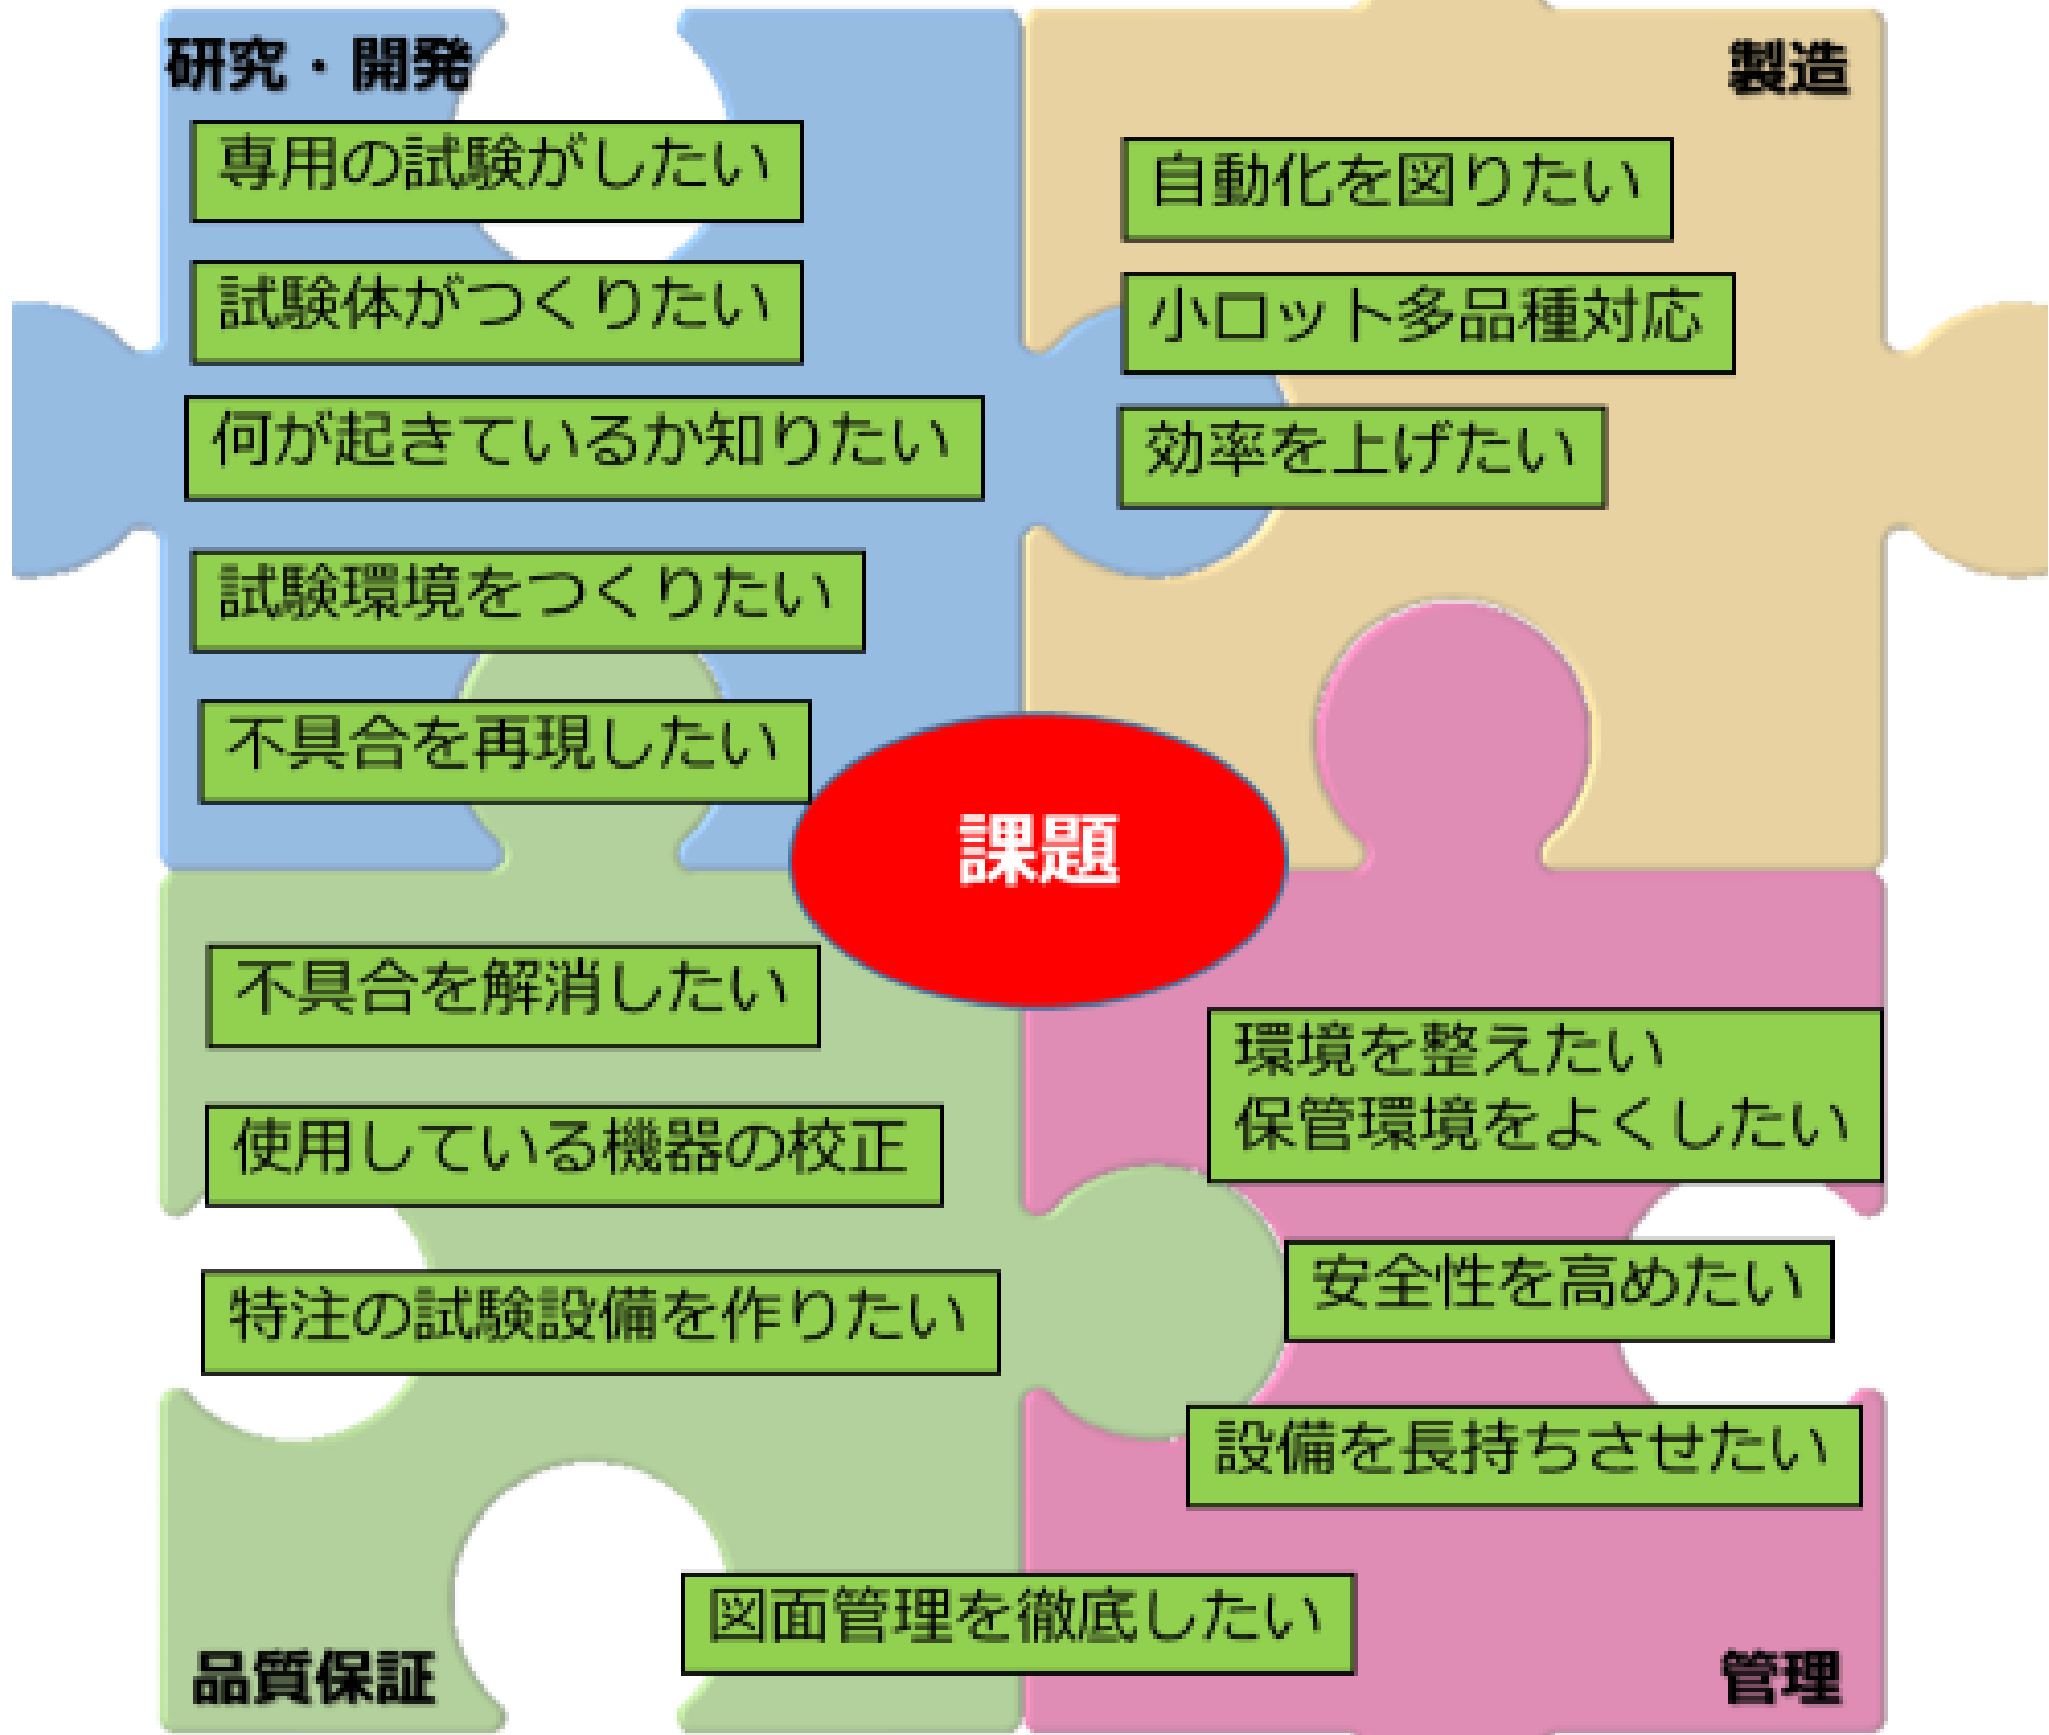 研究・開発
専用の試験がしたい
試験体がつくりたい
何が起きているか知りたい
試験環境をつくりたい
不具合を再現したい
製造
自動化を図りたい
小ロット多品種対応
効率を上げたい
課題
不具合を解消したい
使用している機器の校正
特注の試験設備を作りたい
品質保証
環境を整えたい
保管環境をよくしたい
安全性を高めたい
設備を長持ちさせたい
図面管理を徹底したい
管理